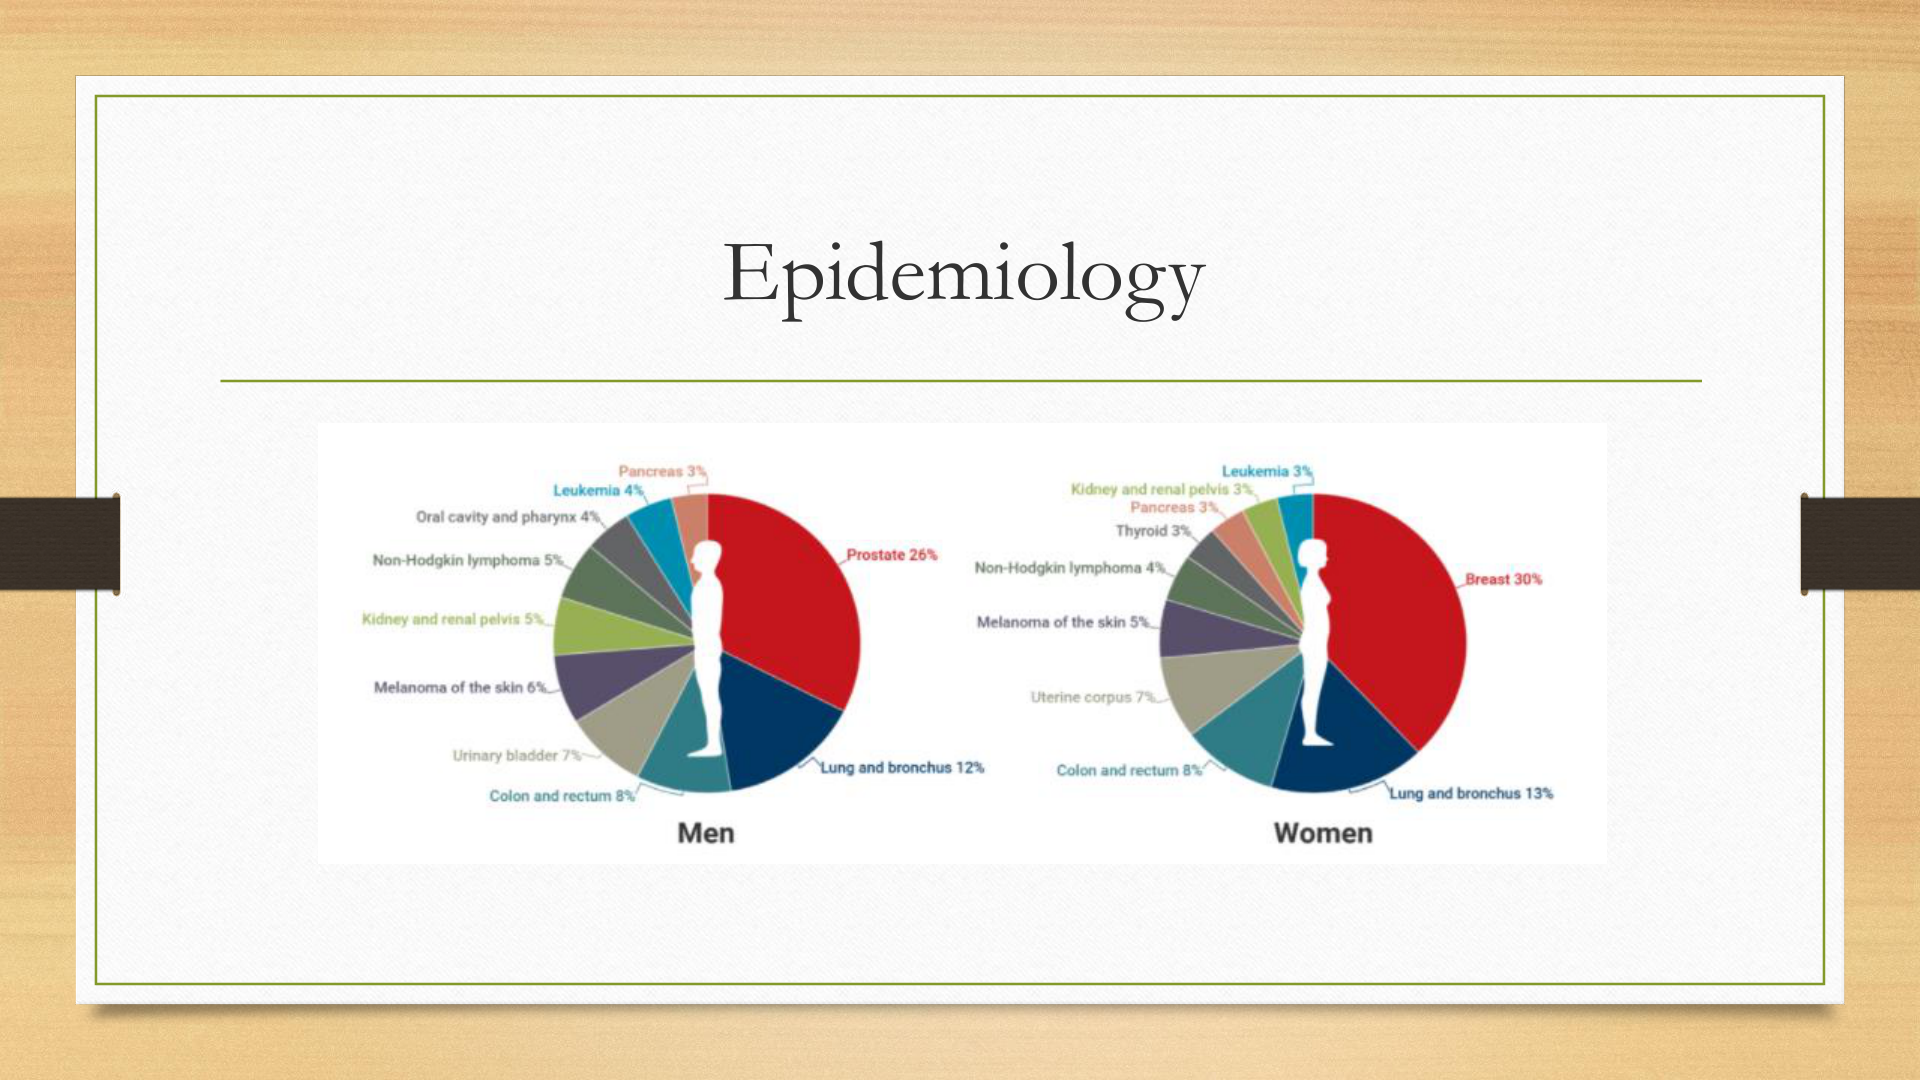 Epidemiology
Pancreas 3%
Leukemia 4%
Oral cavity and pharynx 4%
Non-Hodgkin lymphoma 5%
Kidney and renal pelvis 5%
Melanoma of the skin 6%
Urinary bladder 7%
Colon and rectum 8%
Prostate 26%
Lung and bronchus 12%
Men
Leukemia 3%
Kidney and renal pelvis 3%
Pancreas 3%
Thyroid 3%
Non-Hodgkin lymphoma 4%
Melanoma of the skin 5%
Uterine corpus 7%
Colon and rectum 8%
Breast 30%
Lung and bronchus 13%
Women